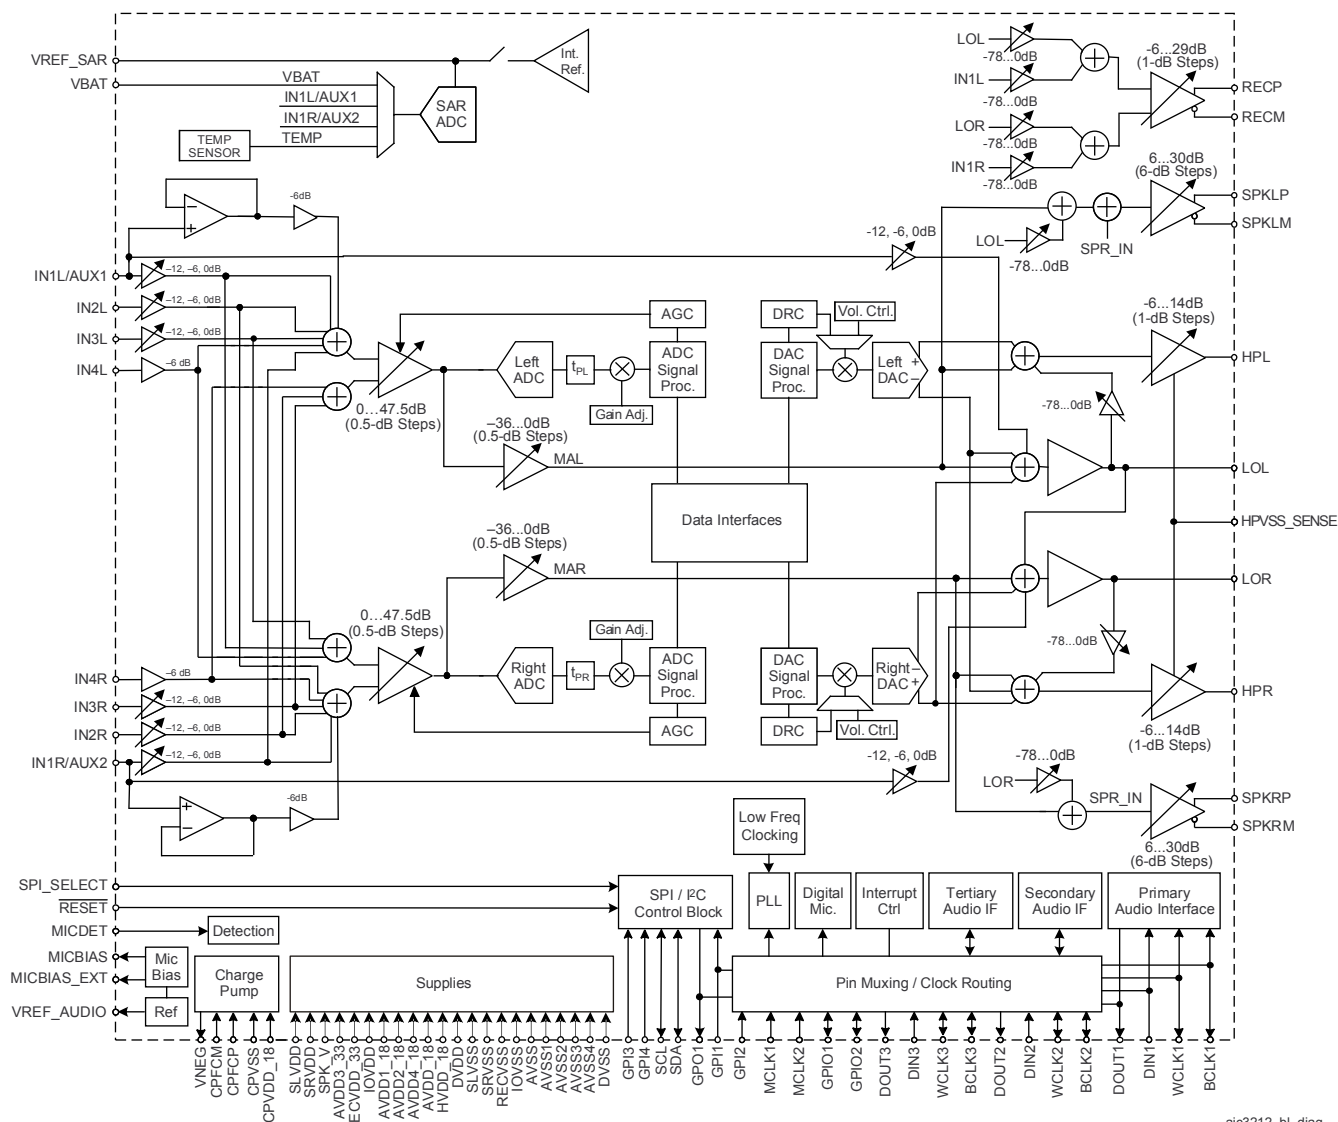 VREF_SAR
VBAT
VBAT
IN1L/AUX1
IN1R/AUX2
TEMP
TEMP
SENSOR
SAR
ADC
Int.
Ref.
LOL
-78...0dB
IN1L
-78...0dB
LOR
-78...0dB
IN1R
-78...0dB
-6...29dB
(1-dB Steps)
RECP
RECM
6...30dB
(6-dB Steps)
SPKLP
SPKLM
LOL
-78...0dB
SPR_IN
-6dB
-12, -6, 0dB
IN1L/AUX1
–12, –6, 0dB
IN2L
–12, –6, 0dB
IN3L
–12, –6, 0dB
IN4L
–6 dB
0...47.5dB
(0.5-dB Steps)
Left
ADC
tPL
Gain Adj.
AGC
ADC
Signal
Proc.
DRC
Vol. Ctrl.
DAC
Signal
Proc.
Left +
DAC –
-6...14dB
(1-dB Steps)
HPL
-78...0dB
–36...0dB
(0.5-dB Steps)
MAL
LOL
Data Interfaces
HPVSS_SENSE
–36...0dB
(0.5-dB Steps)
MAR
LOR
0...47.5dB
(0.5-dB Steps)
Gain Adj.
-78...0dB
Right
ADC
tPR
ADC
Signal
Proc.
AGC
DAC
Signal
Proc.
DRC
Vol. Ctrl.
Right –
DAC +
HPR
-6...14dB
(1-dB Steps)
IN4R
–6 dB
IN3R
–12, –6, 0dB
IN2R
–12, –6, 0dB
IN1R/AUX2
–12, –6, 0dB
-12, -6, 0dB
-6dB
-78...0dB
LOR
SPR_IN
SPKRP
SPKRM
6...30dB
(6-dB Steps)
Low Freq
Clocking
SPI_SELECT
RESET
MICDET
Detection
MICBIAS
MICBIAS_EXT
VREF_AUDIO
Mic
Bias
Ref
Charge
Pump
Supplies
SPI / I²C
Control Block
PLL
Digital
Mic.
Interrupt
Ctrl
Tertiary
Audio IF
Secondary
Audio IF
Primary
Audio Interface
Pin Muxing / Clock Routing
VNEG
CPFCM
CPFCP
CPVSS
CPVDD_18
SLVDD
SRVDD
SPK_V
AVDD3_33
ECVDD_33
IOVDD
AVDD1_18
AVDD2_18
AVDD4_18
AVDD_18
HVDD_18
DVDD
SLVSS
SRVSS
RECVSS
IOVSS
AVSS
AVSS1
AVSS2
AVSS3
AVSS4
DVSS
GPI3
GPI4
SCL
SDA
GPO1
GPI1
GPI2
MCLK1
MCLK2
GPIO1
GPIO2
DOUT3
DIN3
WCLK3
BCLK3
DOUT2
DIN2
WCLK2
BCLK2
DOUT1
DIN1
WCLK1
BCLK1